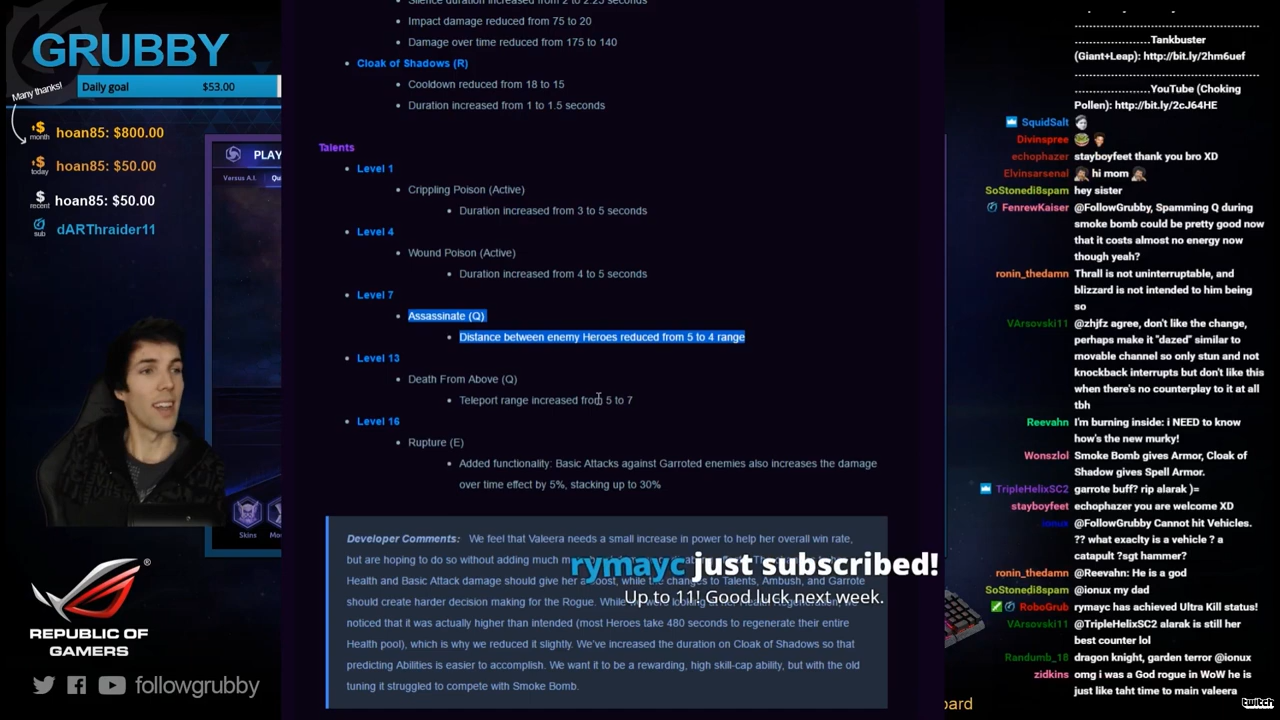 GRUBBY
Daily goal $53.00
Many thanks!
$ month hoan85: $800.00
$ today hoan85: $50.00
$ recent hoan85: $50.00
sub dARThraider11
PLAY
Versus A.I.
Skins
REPUBLIC OF
GAMERS
followgrubby
Silence duration increased from 2 to 2.25 seconds
Impact damage reduced from 75 to 20
Damage over time reduced from 175 to 140
Cloak of Shadows (R)
Cooldown reduced from 18 to 15
Duration increased from 1 to 1.5 seconds
Talents
Level 1
Crippling Poison (Active)
Duration increased from 3 to 5 seconds
Level 4
Wound Poison (Active)
Duration increased from 4 to 5 seconds
Level 7
Assassinate (Q)
Distance between enemy Heroes reduced from 5 to 4 range
Level 13
Death From Above (Q)
Teleport range increased from 5 to 7
Level 16
Rupture (E)
Added functionality: Basic Attacks against Garroted enemies also increases the damage
over time effect by 5%, stacking up to 30%
Developer Comments: We feel that Valeera needs a small increase in power to help her overall win rate,
but are hoping to do so without adding much
Health and Basic Attack damage should give her a boost, while the changes to Talents, Ambush, and Garrote
should create harder decision making for the Rogue. While
noticed that it was actually higher than intended (most Heroes take 480 seconds to regenerate their entire
Health pool), which is why we reduced it slightly. We've increased the duration on Cloak of Shadows so that
predicting Abilities is easier to accomplish. We want it to be a rewarding, high skill-cap ability, but with the old
tuning it struggled to compete with Smoke Bomb.
rymayc just subscribed!
Up to 11! Good luck next week.
Tankbuster
(Giant+Leap): http://bit.ly/2hm6uef
YouTube (Choking
Pollen): http://bit.ly/2cJ64HE
SquidSalt
Divinspree
echophazer stayboyfeet thank you bro XD
Elvinsarsenal hi mom
SoStonedi8spam hey sister
FenrewKaiser @FollowGrubby, Spamming Q during
smoke bomb could be pretty good now
that it costs almost no energy now
though yeah?
ronin_thedamn Thrall is not uninterruptable, and
blizzard is not intended to him being
so
VArsovski11 @zhjfz agree, don't like the change,
perhaps make it "dazed" similar to
movable channel so only stun and not
knockback interrupts but don't like this
when there's no counterplay to it at all
tbh
Reevahn I'm burning inside: i NEED to know
how's the new murky!
Wonszlol Smoke Bomb gives Armor, Cloak of
Shadow gives Spell Armor.
TripleHelixSC2 garrote buff? rip alarak )=
stayboyfeet echophazer you are welcome XD
ionux @FollowGrubby Cannot hit Vehicles.
?? what exaclty is a vehicle ? a
catapult ?sgt hammer?
ronin_thedamn @Reevahn: He is a god
SoStonedi8spam @ionux my dad
RoboGrub rymayc has achieved Ultra Kill status!
VArsovski11 @TripleHelixSC2 alarak is still her
best counter lol
Randumb_18 dragon knight, garden terror @ionux
zidkins omg i was a God rogue in WoW he is
just like taht time to main valeera
twitch